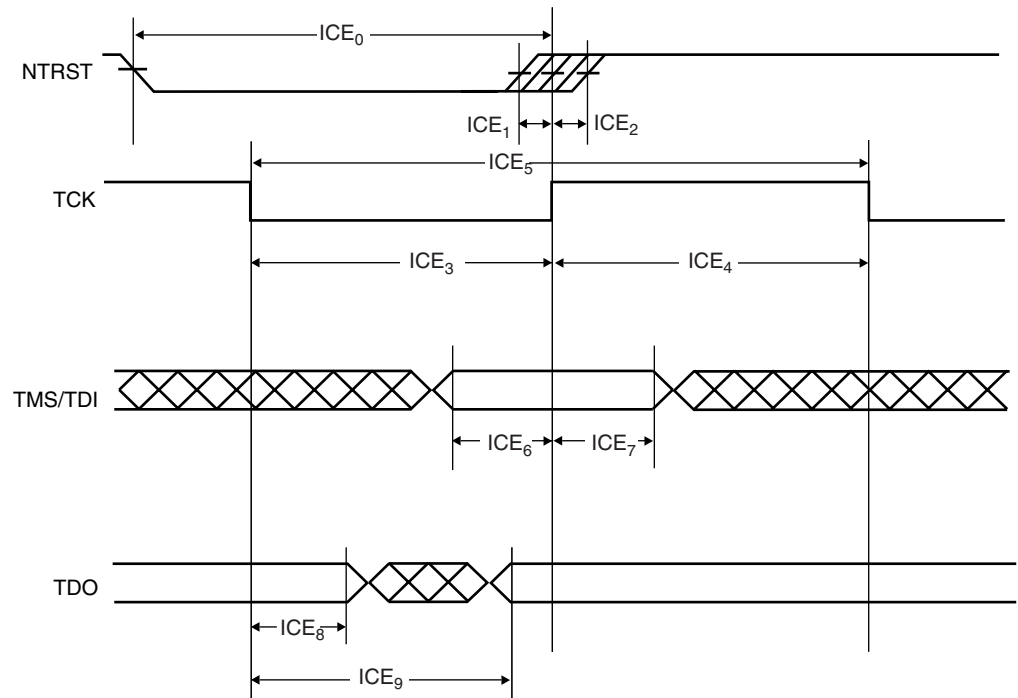 ICE₀
NTRST
ICE₁ ICE₂
ICE₅
TCK
ICE₃ ICE₄
TMS/TDI
ICE₆ ICE₇
TDO
ICE₈
ICE₉